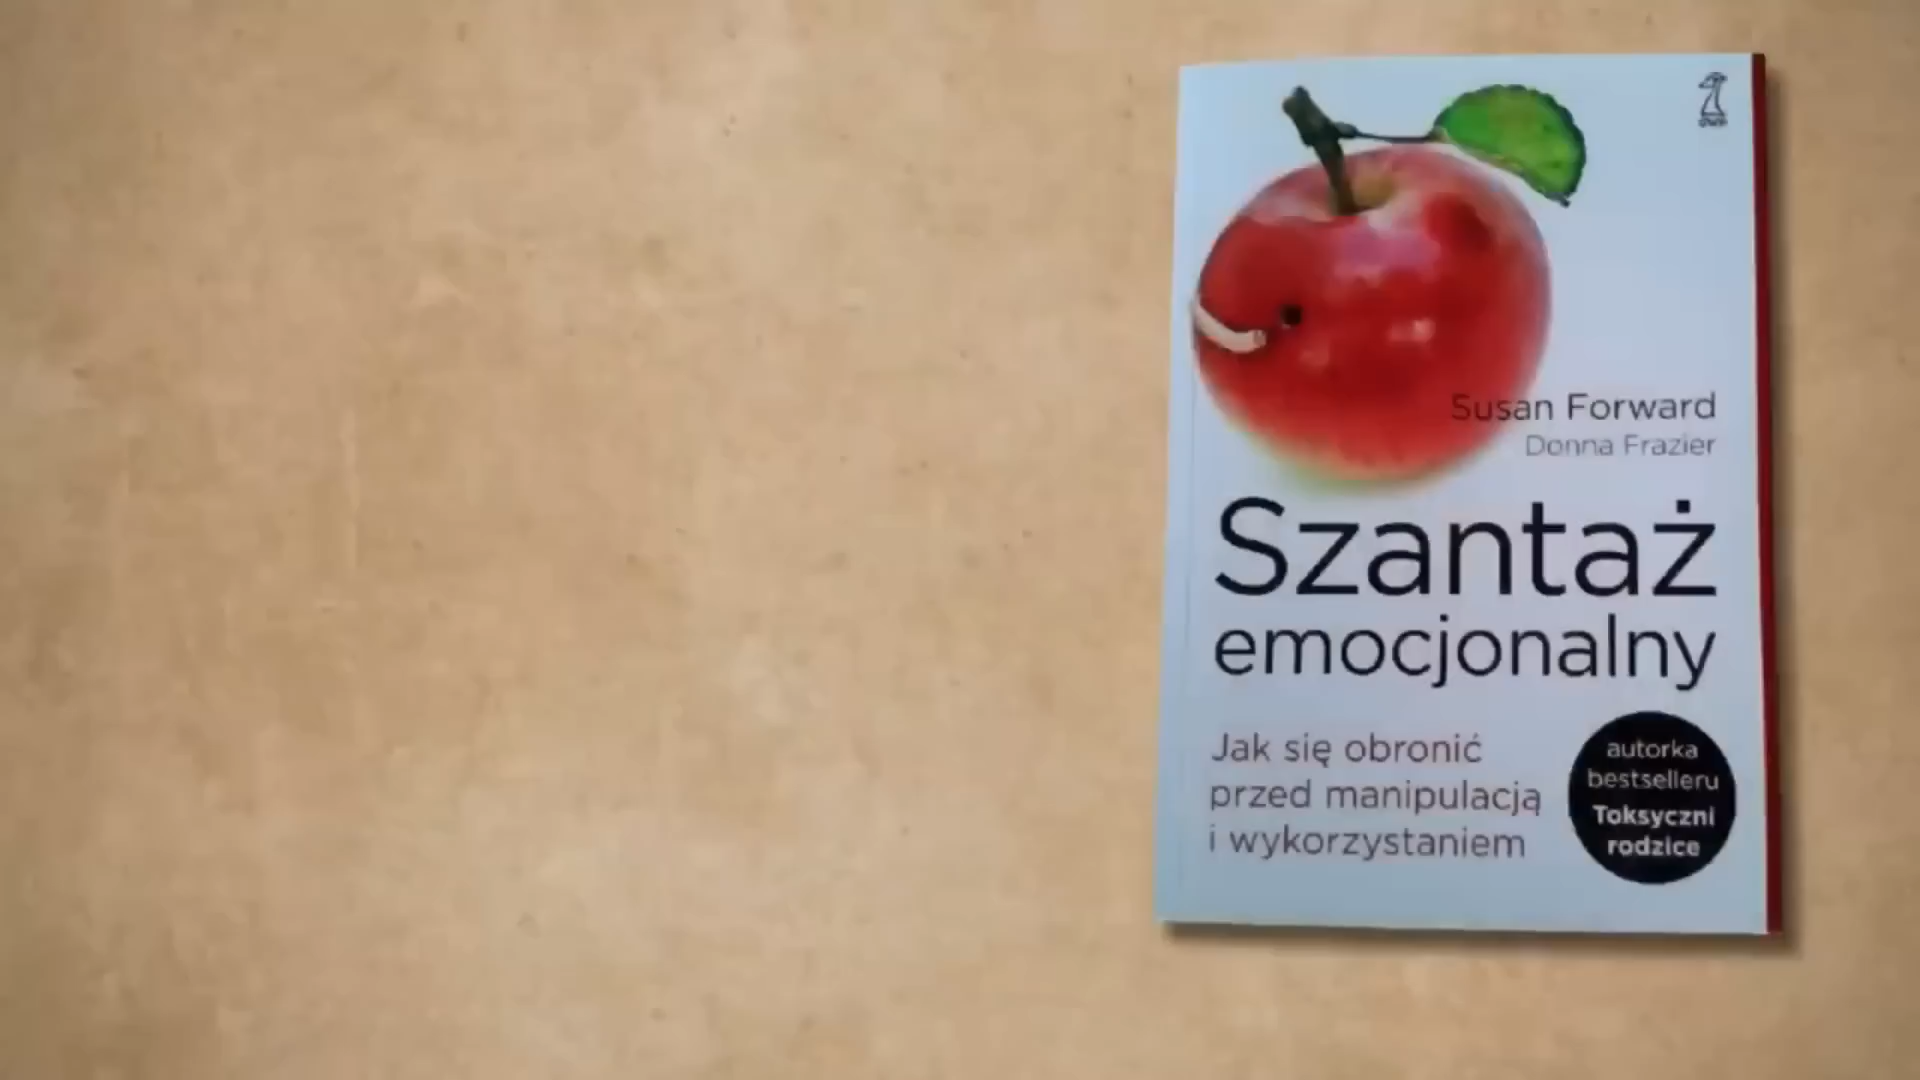 Susan Forward
Donna Frazier
Szantaż
emocjonalny
Jak się obronić
przed manipulacją
i wykorzystaniem
autorka
bestselleru
Toksyczni
rodzice